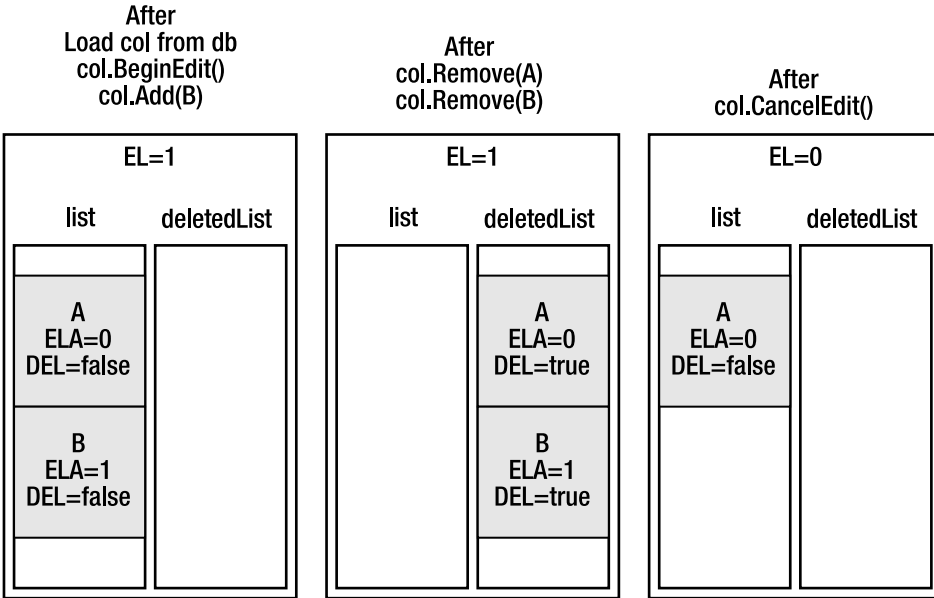 After
Load col from db
col.BeginEdit()
col.Add(B)
EL=1
list deletedList
A
ELA=0
DEL=false
B
ELA=1
DEL=false
After
col.Remove(A)
col.Remove(B)
EL=1
list deletedList
A
ELA=0
DEL=true
B
ELA=1
DEL=true
After
col.CancelEdit()
EL=0
list deletedList
A
ELA=0
DEL=false